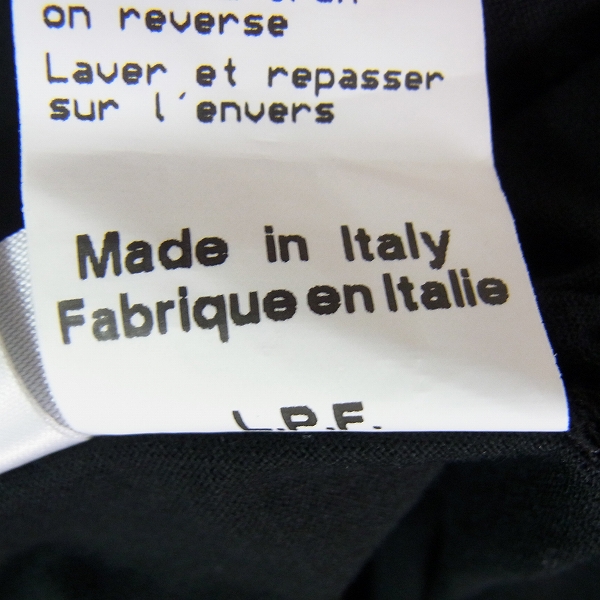 on reverse
Laver et repasser
sur l'envers
Made in Italy
Fabrique en Italie
L.P.F.